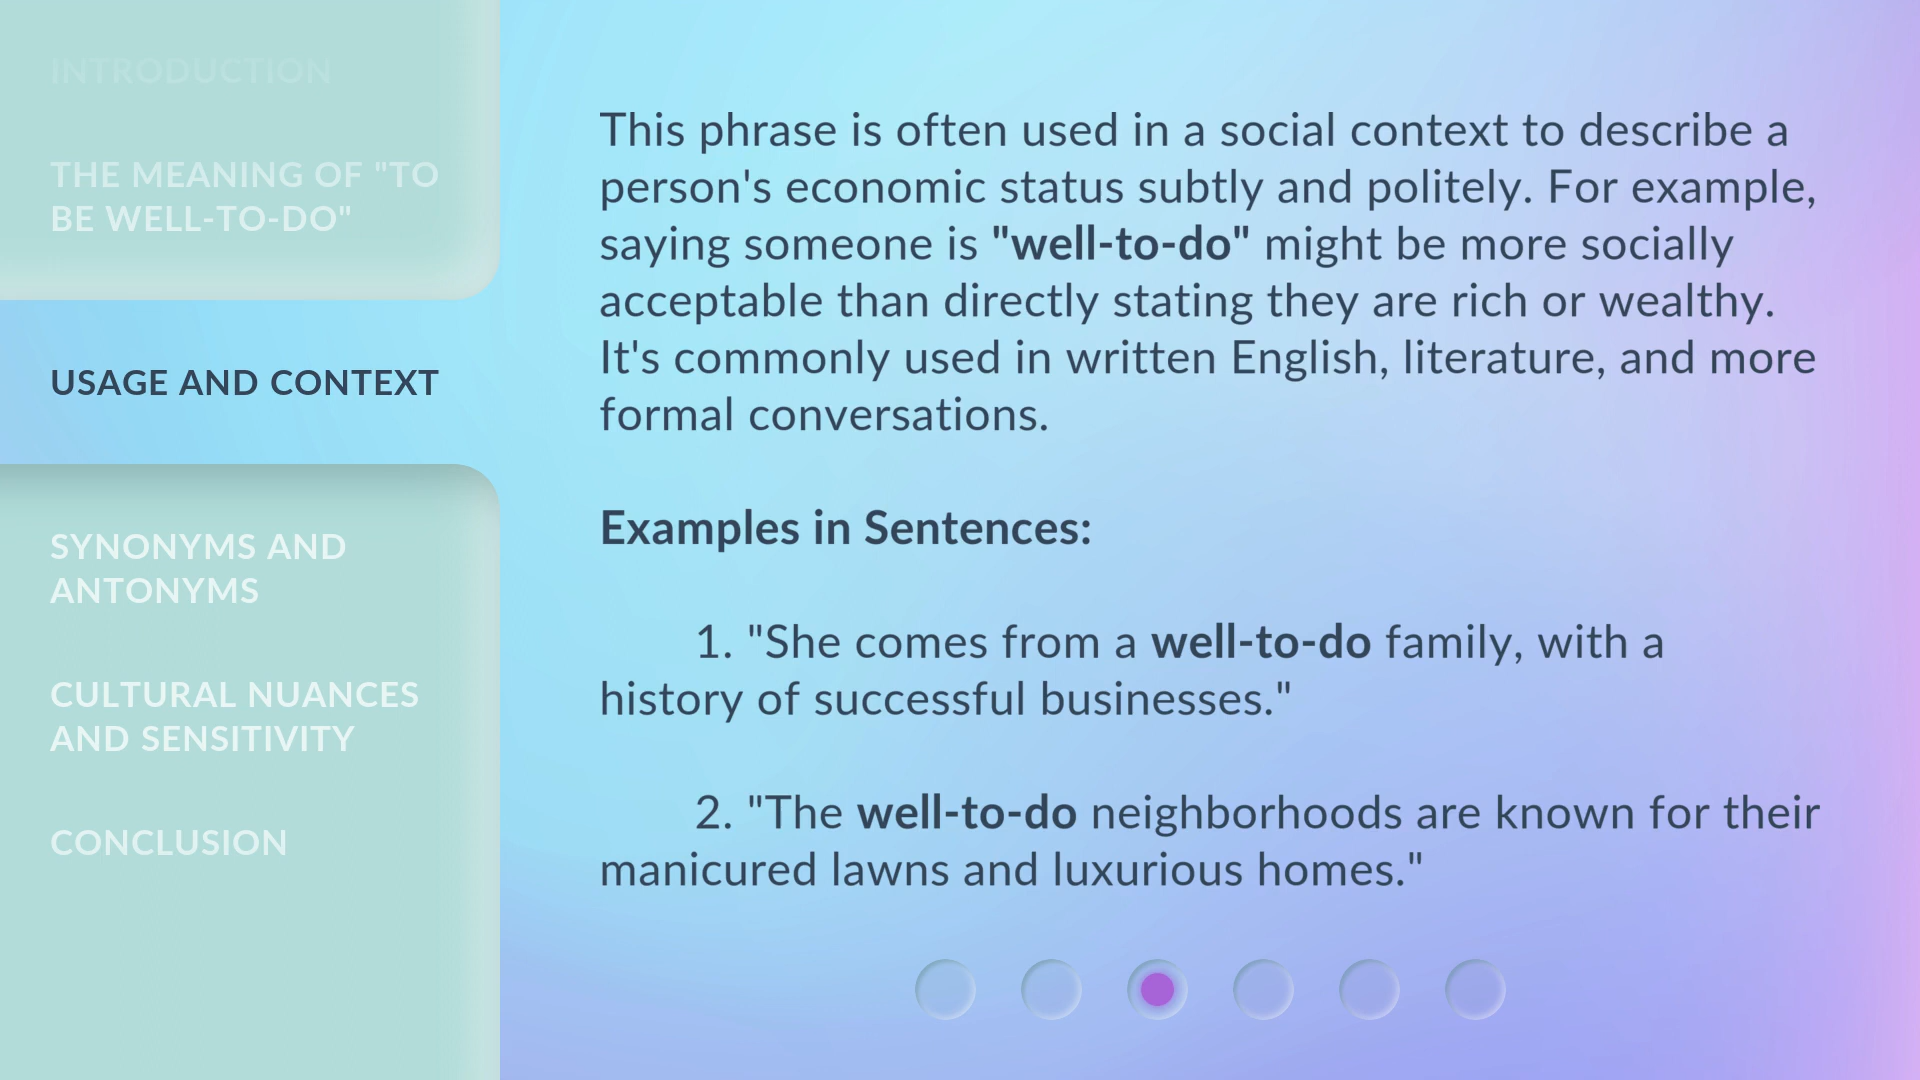 INTRODUCTION
THE MEANING OF "TO
BE WELL-TO-DO"
USAGE AND CONTEXT
SYNONYMS AND
ANTONYMS
CULTURAL NUANCES
AND SENSITIVITY
CONCLUSION
This phrase is often used in a social context to describe a
person's economic status subtly and politely. For example,
saying someone is "well-to-do" might be more socially
acceptable than directly stating they are rich or wealthy.
It's commonly used in written English, literature, and more
formal conversations.
Examples in Sentences:
1. "She comes from a well-to-do family, with a
history of successful businesses."
2. "The well-to-do neighborhoods are known for their
manicured lawns and luxurious homes."